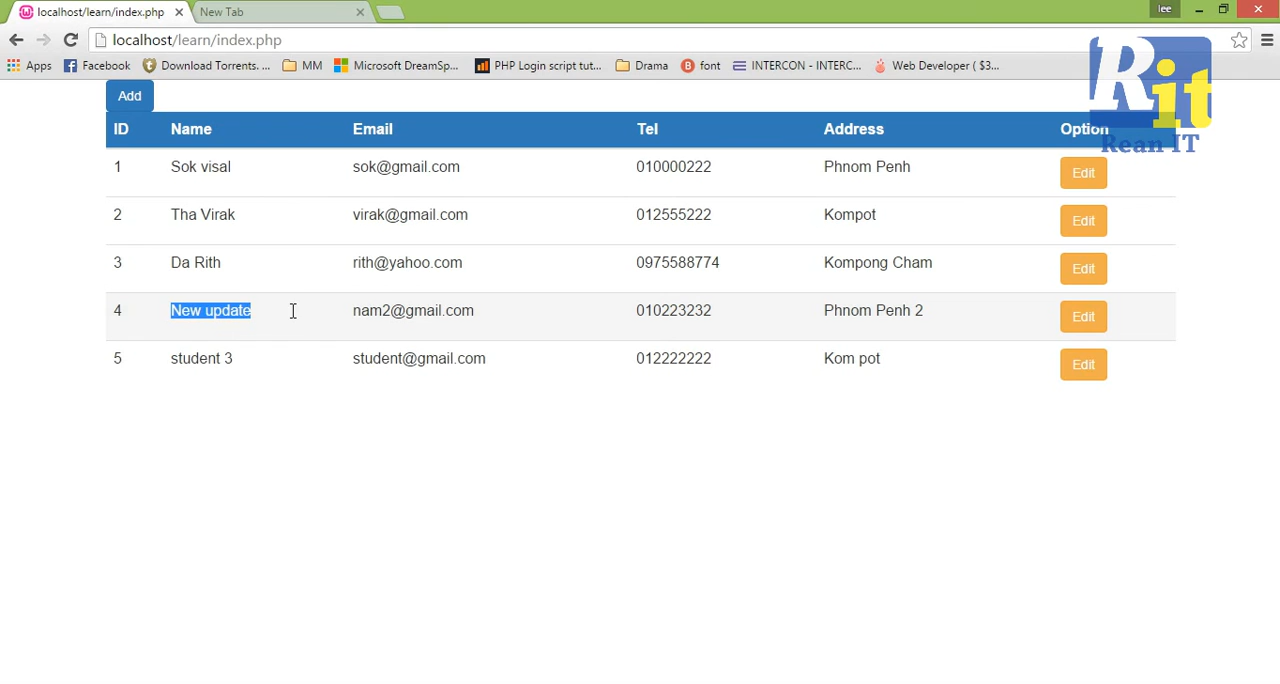 localhost/learn/index.php
New Tab
lee
localhost/learn/index.php
Apps Facebook Download Torrents. ... MM Microsoft DreamSp... PHP Login script tut... Drama font INTERCON - INTERC... Web Developer ( $3...
Add
Rit
Rean IT
ID Name Email Tel Address Option
1 Sok visal sok@gmail.com 010000222 Phnom Penh Edit
2 Tha Virak virak@gmail.com 012555222 Kompot Edit
3 Da Rith rith@yahoo.com 0975588774 Kompong Cham Edit
4 New update nam2@gmail.com 010223232 Phnom Penh 2 Edit
5 student 3 student@gmail.com 012222222 Kom pot Edit